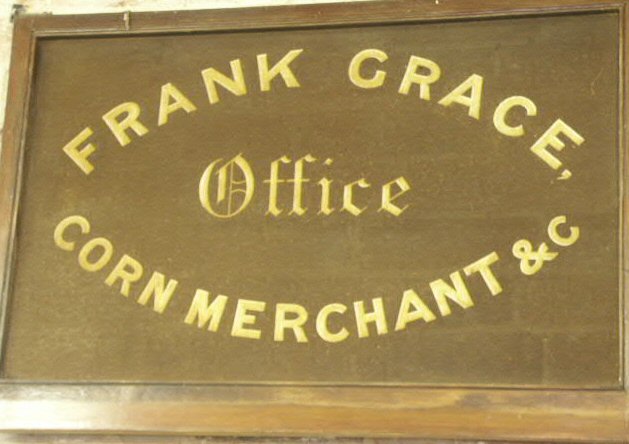 FRANK GRACE,
Office
CORN MERCHANT & C